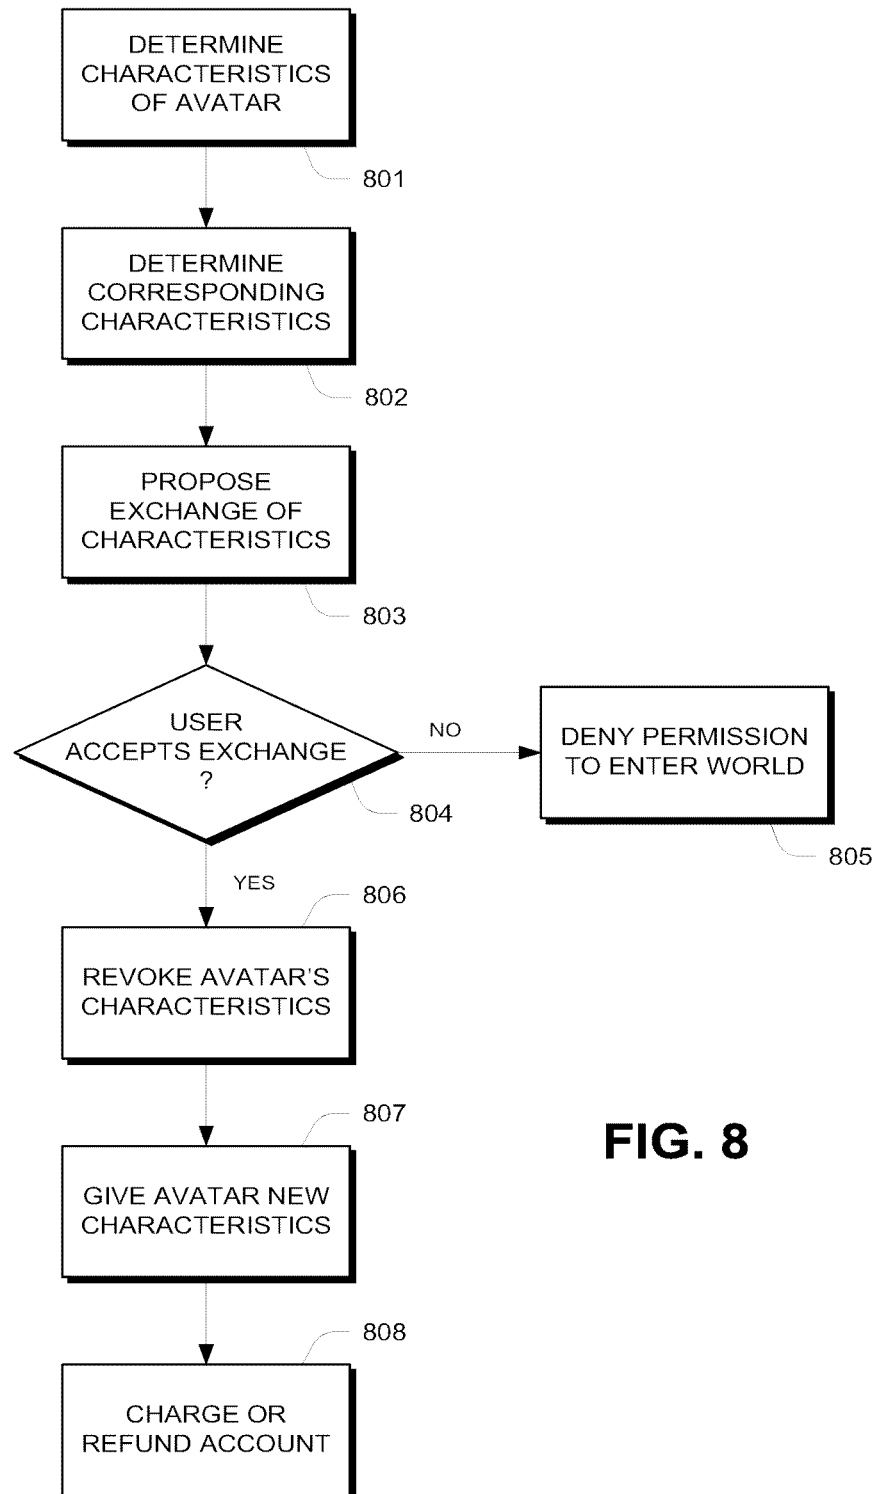 DETERMINE
CHARACTERISTICS
OF AVATAR
801
DETERMINE
CORRESPONDING
CHARACTERISTICS
802
PROPOSE
EXCHANGE OF
CHARACTERISTICS
803
USER
ACCEPTS EXCHANGE
?
804
NO
DENY PERMISSION
TO ENTER WORLD
805
YES
806
REVOKE AVATAR'S
CHARACTERISTICS
807
GIVE AVATAR NEW
CHARACTERISTICS
808
CHARGE OR
REFUND ACCOUNT
FIG. 8